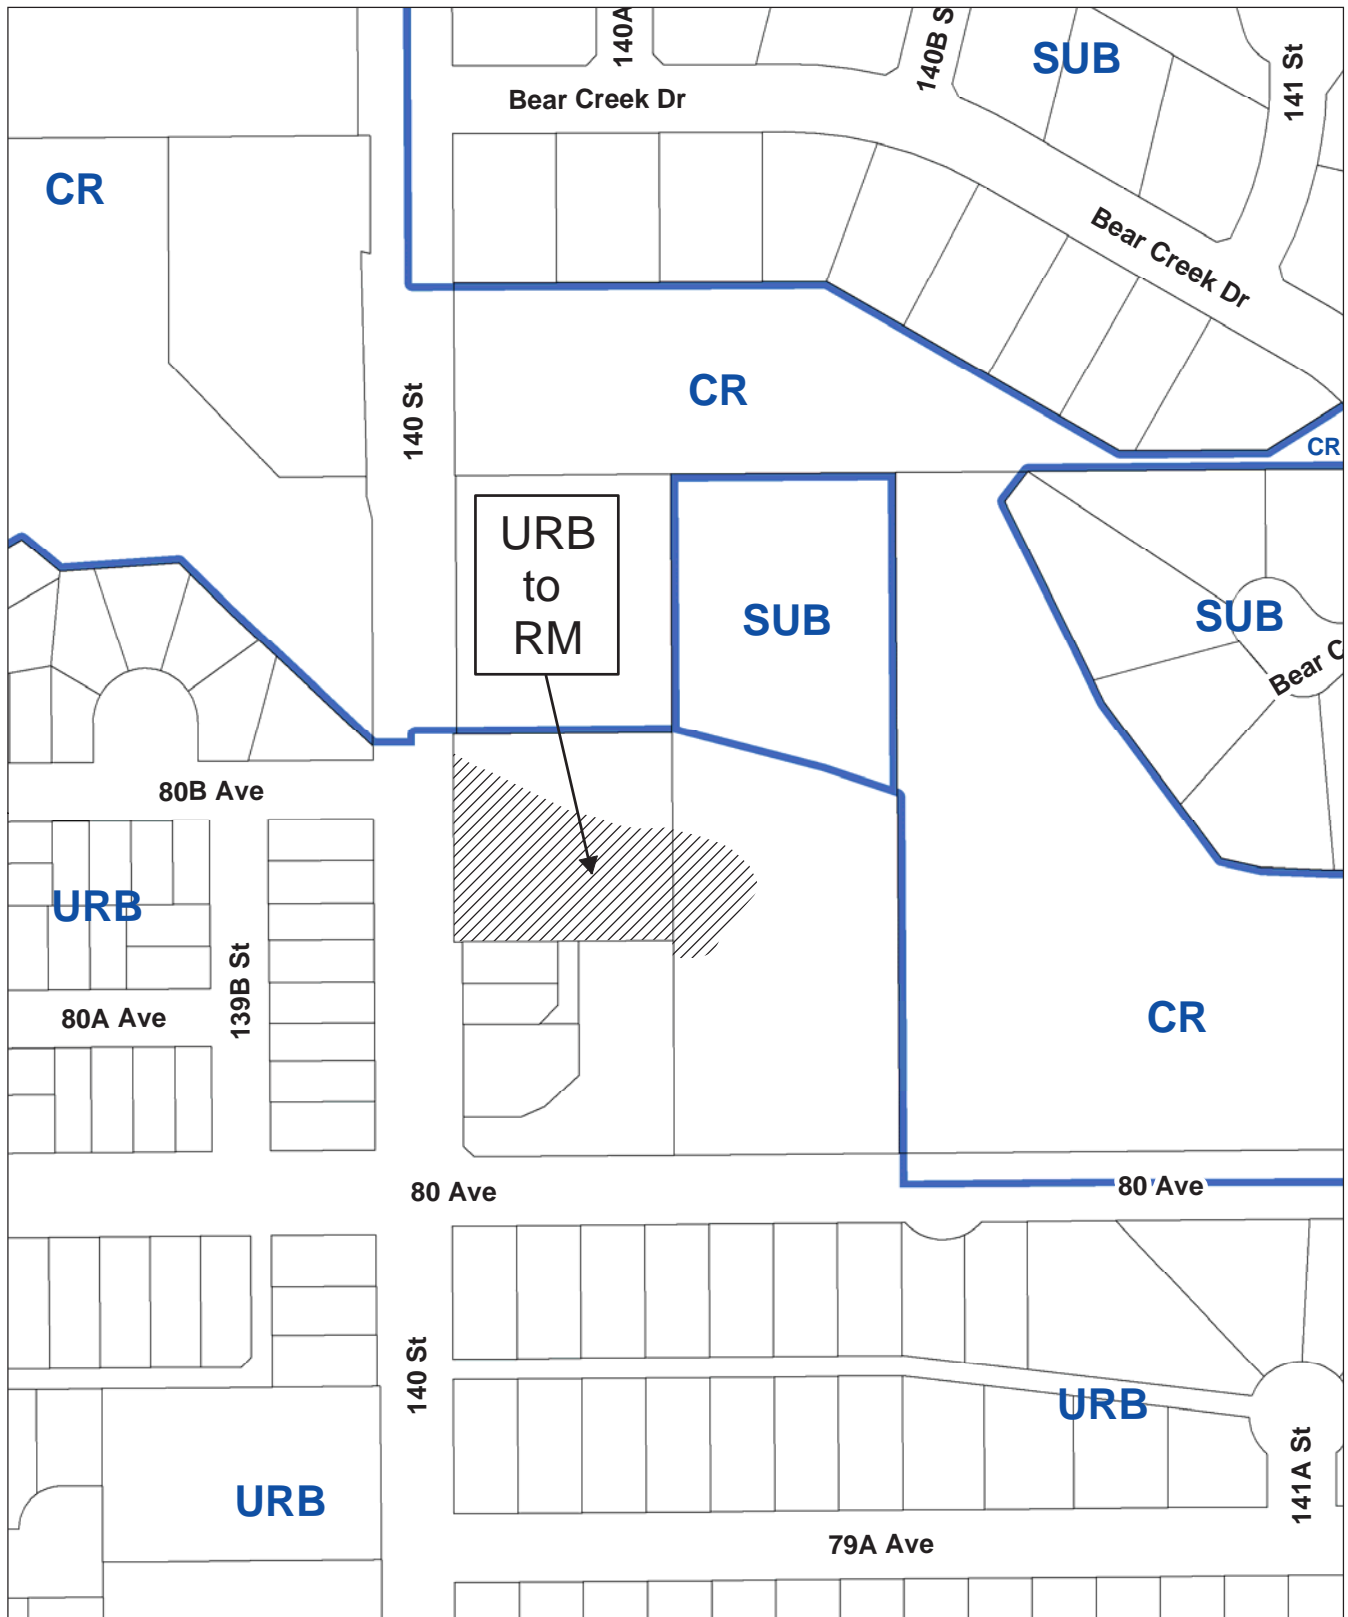 140A
140B S
SUB
141 St
Bear Creek Dr
CR
Bear Creek Dr
140 St
CR
CR
URB
to
RM
SUB
SUB
Bear C
80B Ave
URB
139B St
80A Ave
CR
80 Ave
80 Ave
140 St
URB
141A St
URB
79A Ave